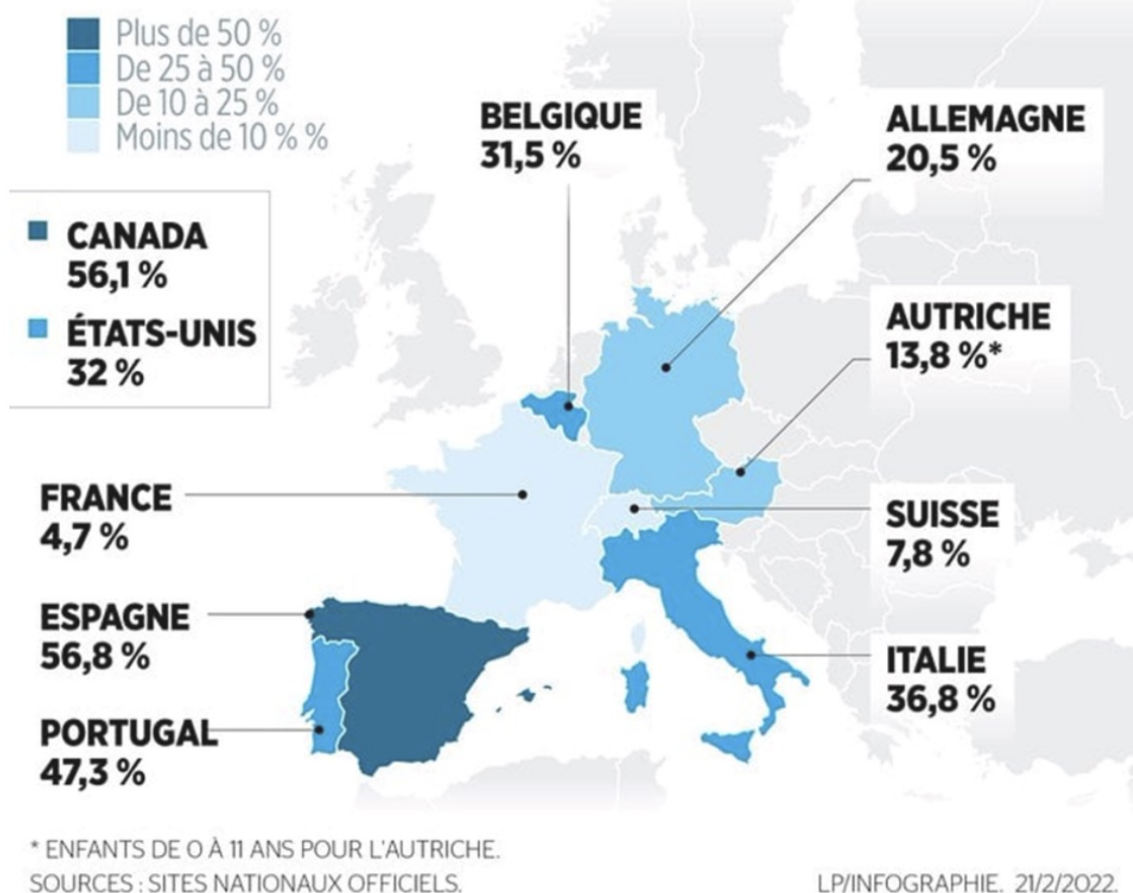 Plus de 50 %
De 25 à 50 %
De 10 à 25 %
Moins de 10 % %
CANADA
56,1 %
ÉTATS-UNIS
32 %
BELGIQUE
31,5 %
ALLEMAGNE
20,5 %
AUTRICHE
13,8 %*
FRANCE
4,7 %
SUISSE
7,8 %
ESPAGNE
56,8 %
ITALIE
36,8 %
PORTUGAL
47,3 %
* ENFANTS DE 0 À 11 ANS POUR L'AUTRICHE.
SOURCES : SITES NATIONAUX OFFICIELS.
LP/INFOGRAPHIE. 21/2/2022.